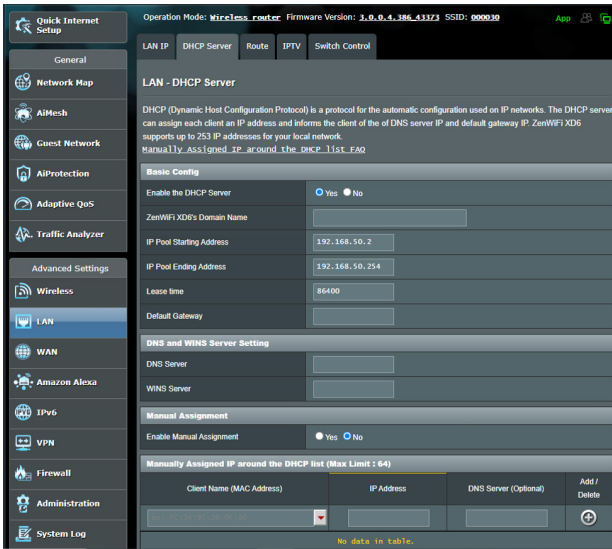 Quick Internet
Setup
Operation Mode: Wireless router Firmware Version: 3.0.0.4.386_43373 SSID: 000030
App
LAN IP
DHCP Server
Route
IPTV
Switch Control
General
Network Map
AiMesh
Guest Network
AiProtection
Adaptive QoS
Traffic Analyzer
Advanced Settings
Wireless
LAN
WAN
Amazon Alexa
IPv6
VPN
Firewall
Administration
System Log
LAN - DHCP Server
DHCP (Dynamic Host Configuration Protocol) is a protocol for the automatic configuration used on IP networks. The DHCP server
can assign each client an IP address and informs the client of the of DNS server IP and default gateway IP. ZenWiFi XD6
supports up to 253 IP addresses for your local network.
Manually Assigned IP around the DHCP list FAQ
Basic Config
Enable the DHCP Server Yes No
ZenWiFi XD6's Domain Name
IP Pool Starting Address 192.168.50.2
IP Pool Ending Address 192.168.50.254
Lease time 86400
Default Gateway
DNS and WINS Server Setting
DNS Server
WINS Server
Manual Assignment
Enable Manual Assignment Yes No
Manually Assigned IP around the DHCP list (Max Limit : 64)
Client Name (MAC Address) IP Address DNS Server (Optional) Add /
Delete
No data in table.